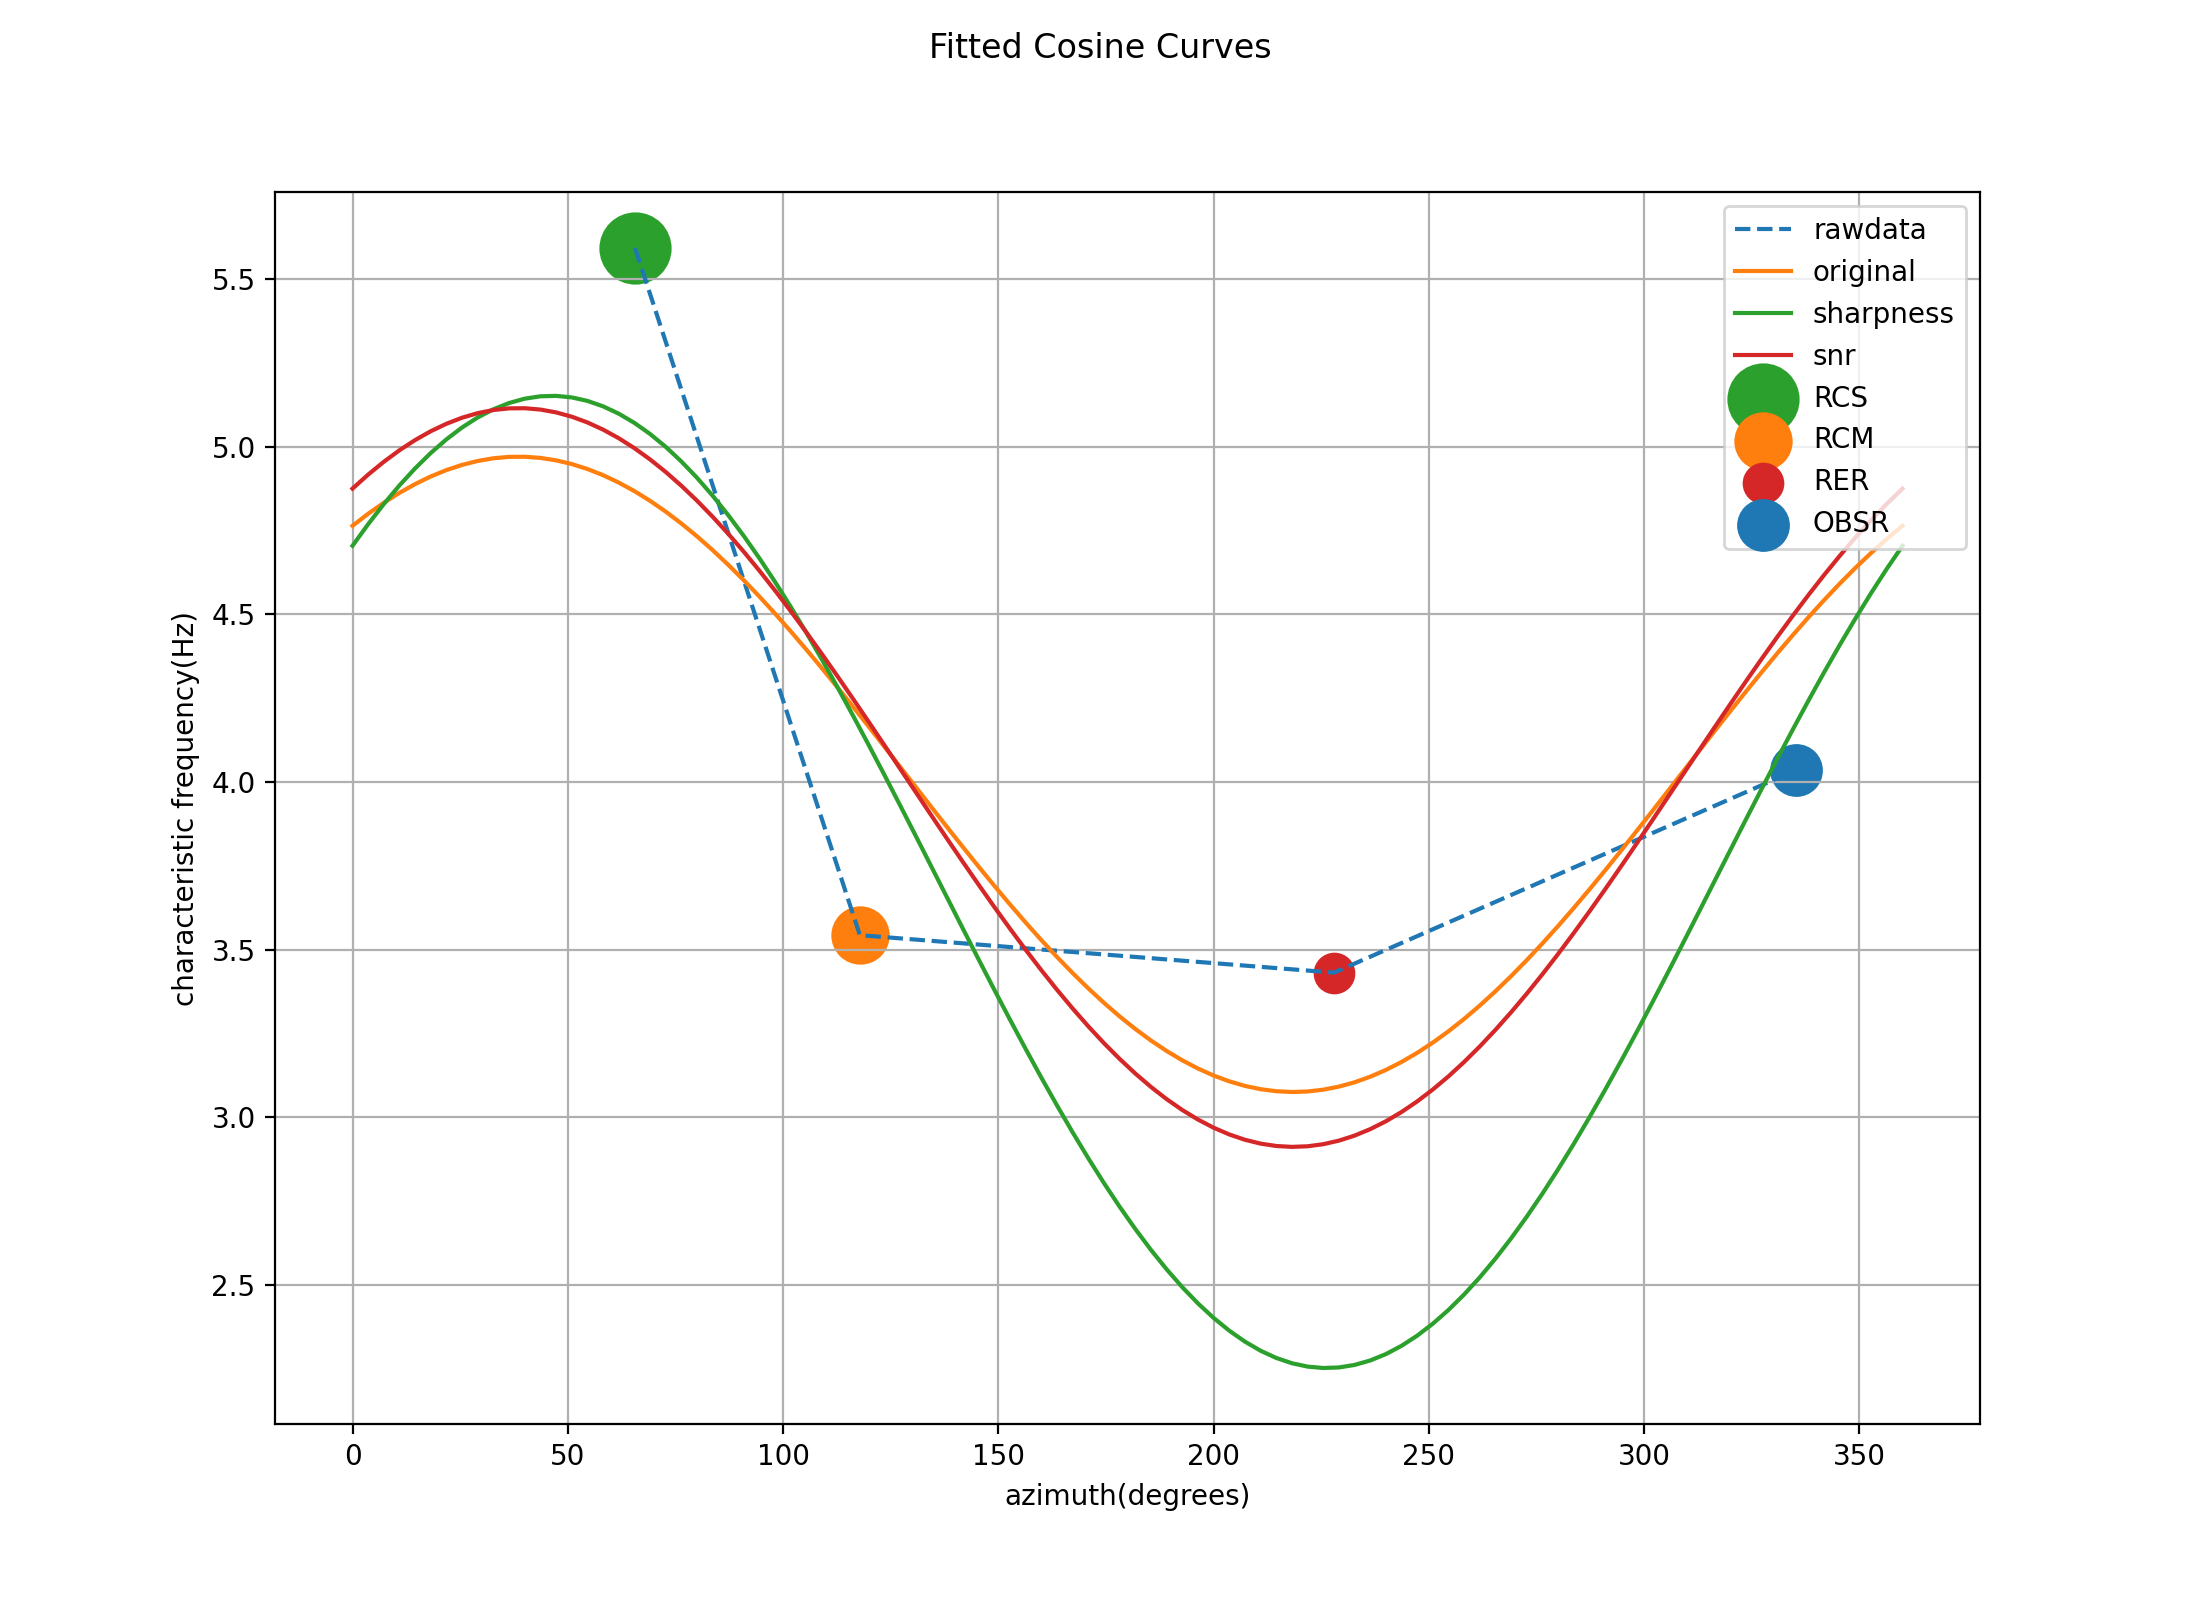 Fitted Cosine Curves
rawdata
original
sharpness
snr
RCS
RCM
RER
OBSR
characteristic frequency(Hz)
5.5
5.0
4.5
4.0
3.5
3.0
2.5
0 50 100 150 200 250 300 350
azimuth(degrees)